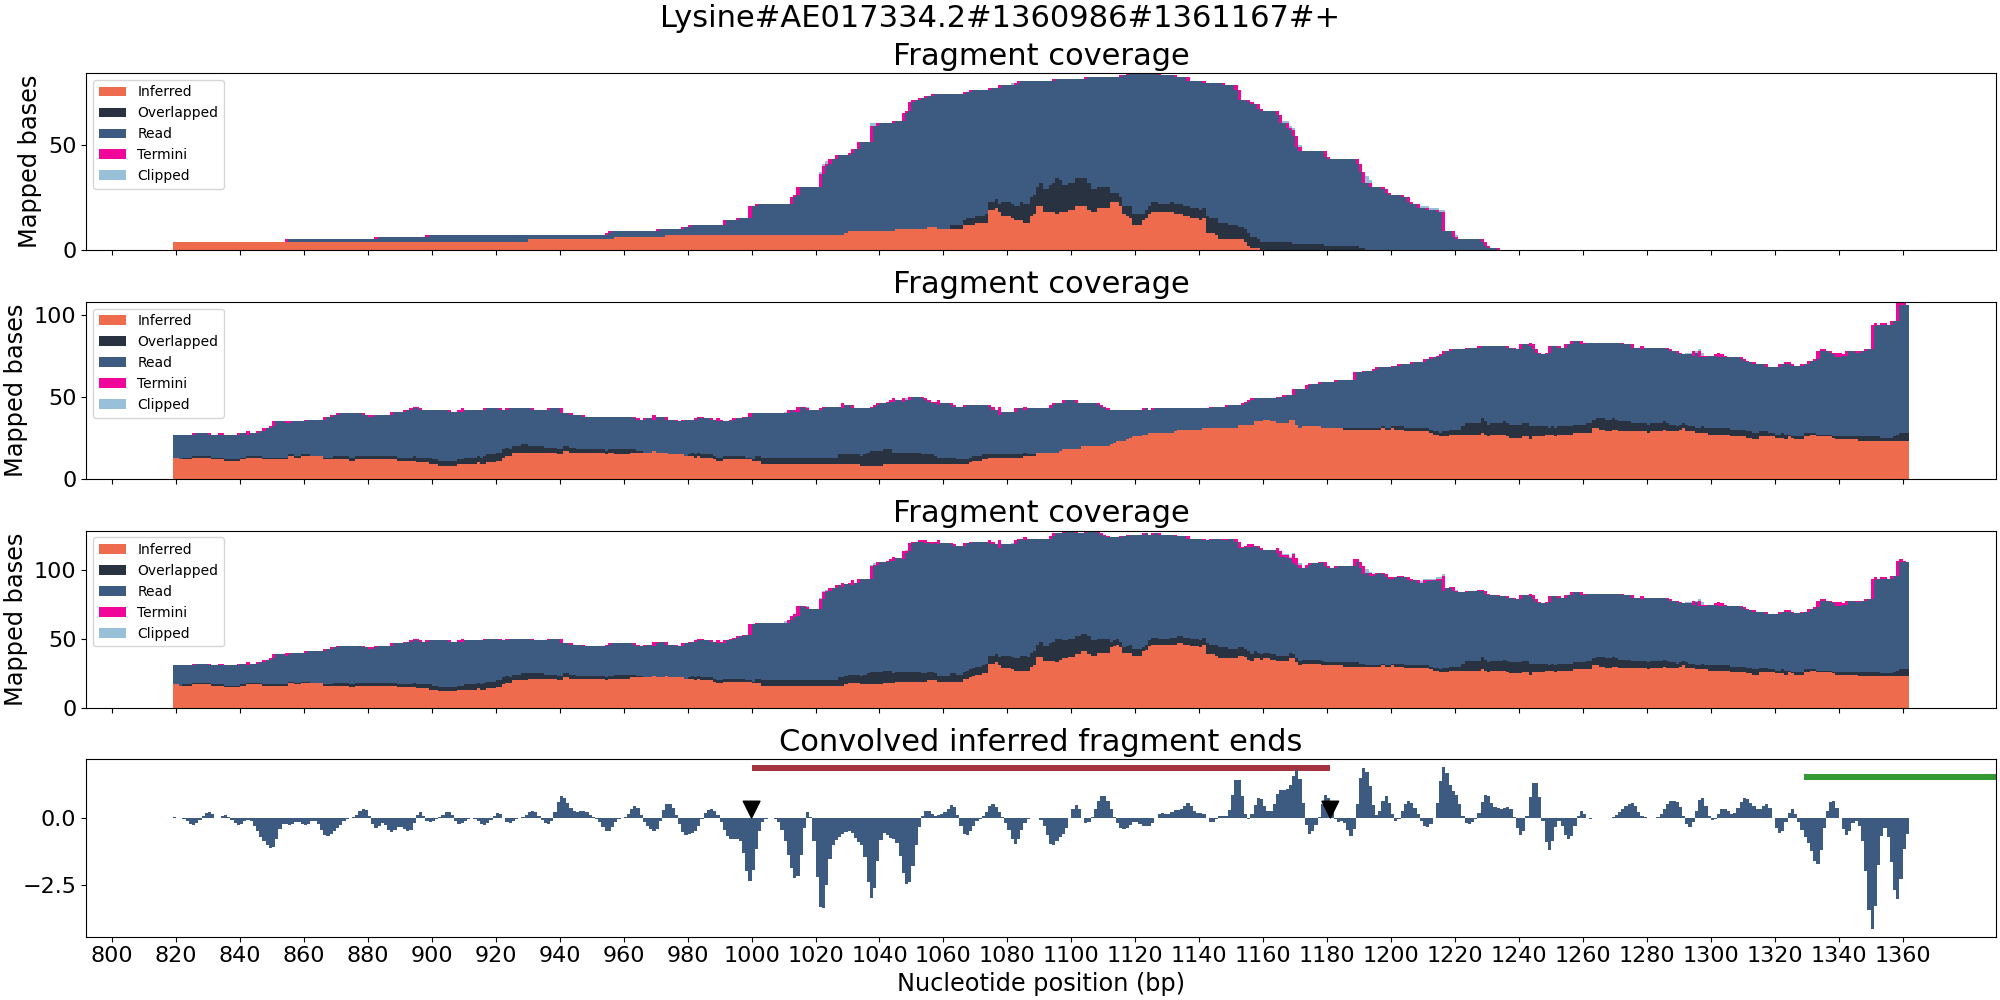 Lysine#AE017334.2#1360986#1361167#+
Fragment coverage
Mapped bases
50
0
Inferred
Overlapped
Read
Termini
Clipped
Fragment coverage
Mapped bases
100
50
0
Inferred
Overlapped
Read
Termini
Clipped
Fragment coverage
Mapped bases
100
50
0
Inferred
Overlapped
Read
Termini
Clipped
Convolved inferred fragment ends
0.0
−2.5
800 820 840 860 880 900 920 940 960 980 1000 1020 1040 1060 1080 1100 1120 1140 1160 1180 1200 1220 1240 1260 1280 1300 1320 1340 1360
Nucleotide position (bp)